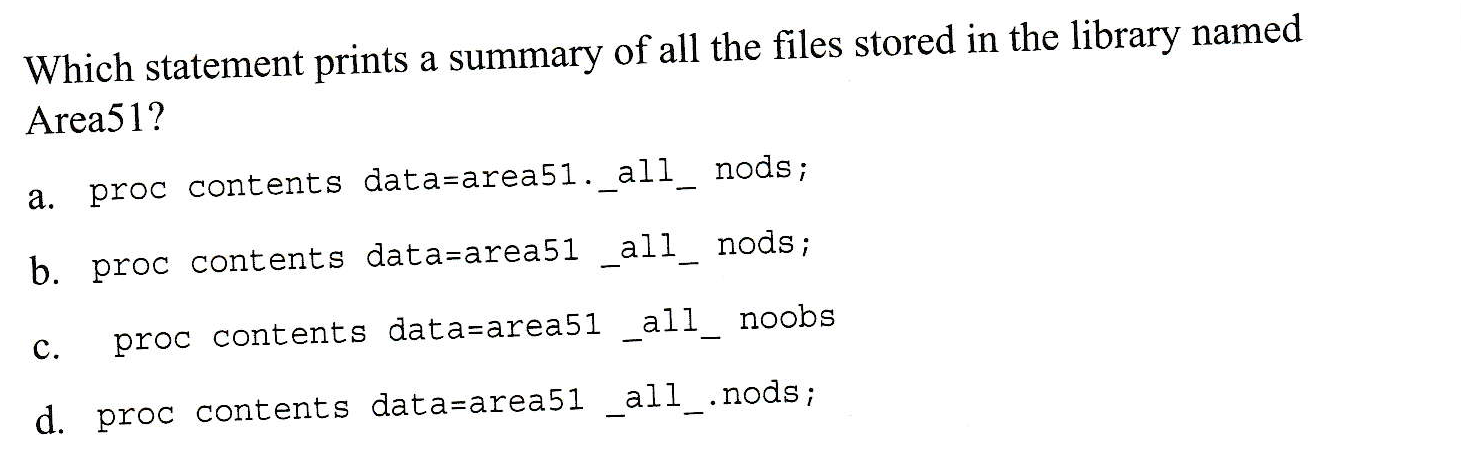 Which statement prints a summary of all the files stored in the library named
Area51?
a. proc contents data=area51._all_ nods;
b. proc contents data=area51 _all_ nods;
c. proc contents data=area51 _all_ noobs
d. proc contents data=area51 _all_.nods;